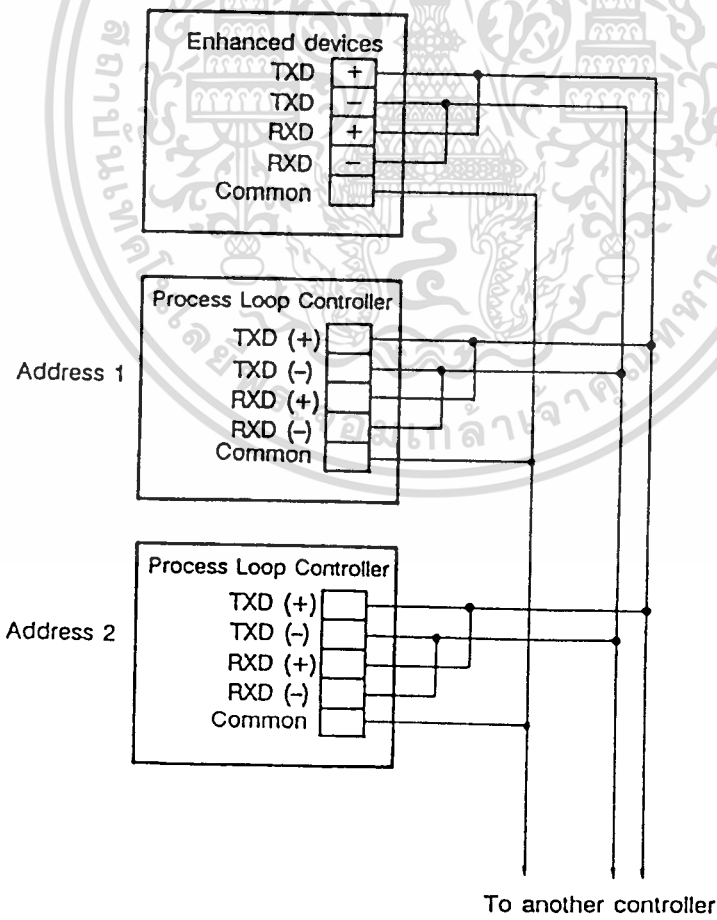 Enhanced devices
TXD +
TXD −
RXD +
RXD −
Common
Process Loop Controller
Address 1
TXD (+)
TXD (−)
RXD (+)
RXD (−)
Common
Process Loop Controller
Address 2
TXD (+)
TXD (−)
RXD (+)
RXD (−)
Common
To another controller